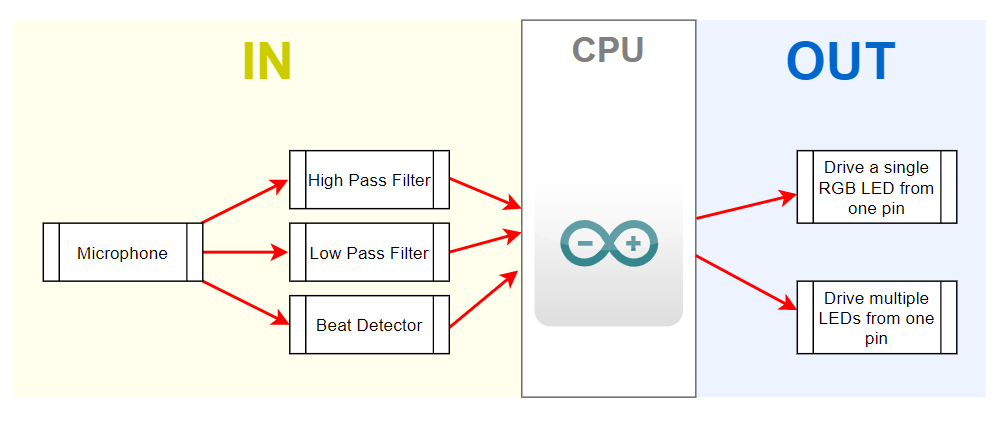 IN
CPU
OUT
High Pass Filter
Microphone
Low Pass Filter
Beat Detector
Drive a single
RGB LED from
one pin
Drive multiple
LEDs from one
pin